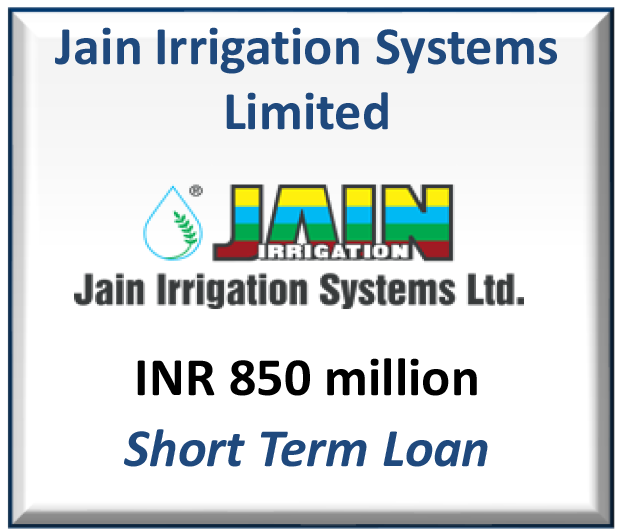 Jain Irrigation Systems
Limited
®
JAIN
IRRIGATION
Jain Irrigation Systems Ltd.
INR 850 million
Short Term Loan